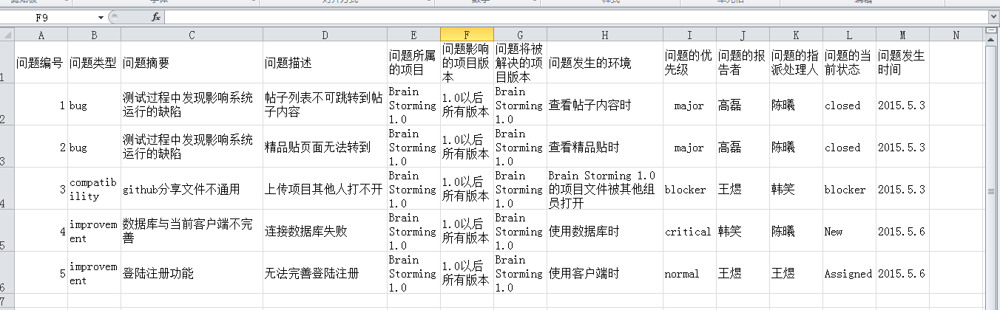 剪贴板 字体 对齐方式 数字 样式 单元格 编辑
F9 fx
A B C D E F G H I J K L M N
1 问题编号 问题类型 问题摘要 问题描述 问题所属的项目 问题影响的项目版本 问题将被解决的项目版本 问题发生的环境 问题的优先级 问题的报告者 问题的指派处理人 问题的当前状态 问题发生时间
2 1 bug 测试过程中发现影响系统运行的缺陷 帖子列表不可跳转到帖子内容 Brain Storming 1.0 1.0以后所有版本 Brain Storming 1.0 查看帖子内容时 major 高磊 陈曦 closed 2015.5.3
3 2 bug 测试过程中发现影响系统运行的缺陷 精品贴页面无法转到 Brain Storming 1.0 1.0以后所有版本 Brain Storming 1.0 查看精品贴时 major 高磊 陈曦 closed 2015.5.3
4 3 compatibility github分享文件不通用 上传项目其他人打不开 Brain Storming 1.0 1.0以后所有版本 Brain Storming 1.0 Brain Storming 1.0的项目文件被其他组员打开 blocker 王煜 韩笑 blocker 2015.5.3
5 4 improvement 数据库与当前客户端不完善 连接数据库失败 Brain Storming 1.0 1.0以后所有版本 Brain Storming 1.0 使用数据库时 critical 韩笑 陈曦 New 2015.5.6
6 5 improvement 登陆注册功能 无法完善登陆注册 Brain Storming 1.0 1.0以后所有版本 Brain Storming 1.0 使用客户端时 normal 王煜 王煜 Assigned 2015.5.6
7